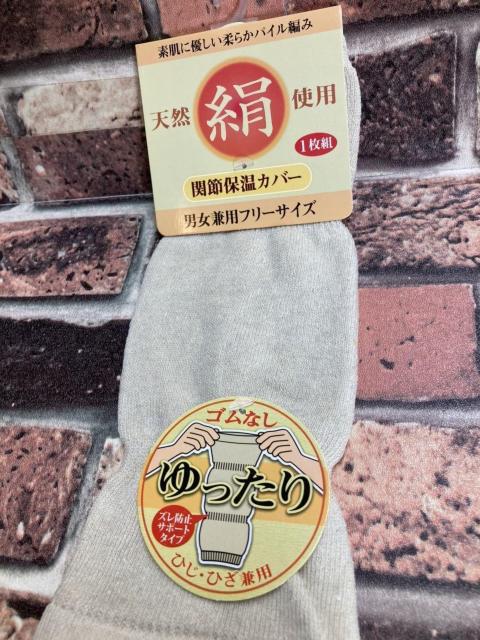 素肌に優しい柔らかパイル編み
天然 絹 使用
1枚組
関節保温カバー
男女兼用フリーサイズ
ゴムなし
ゆったり
ズレ防止
サポート
タイプ
ひじ・ひざ兼用